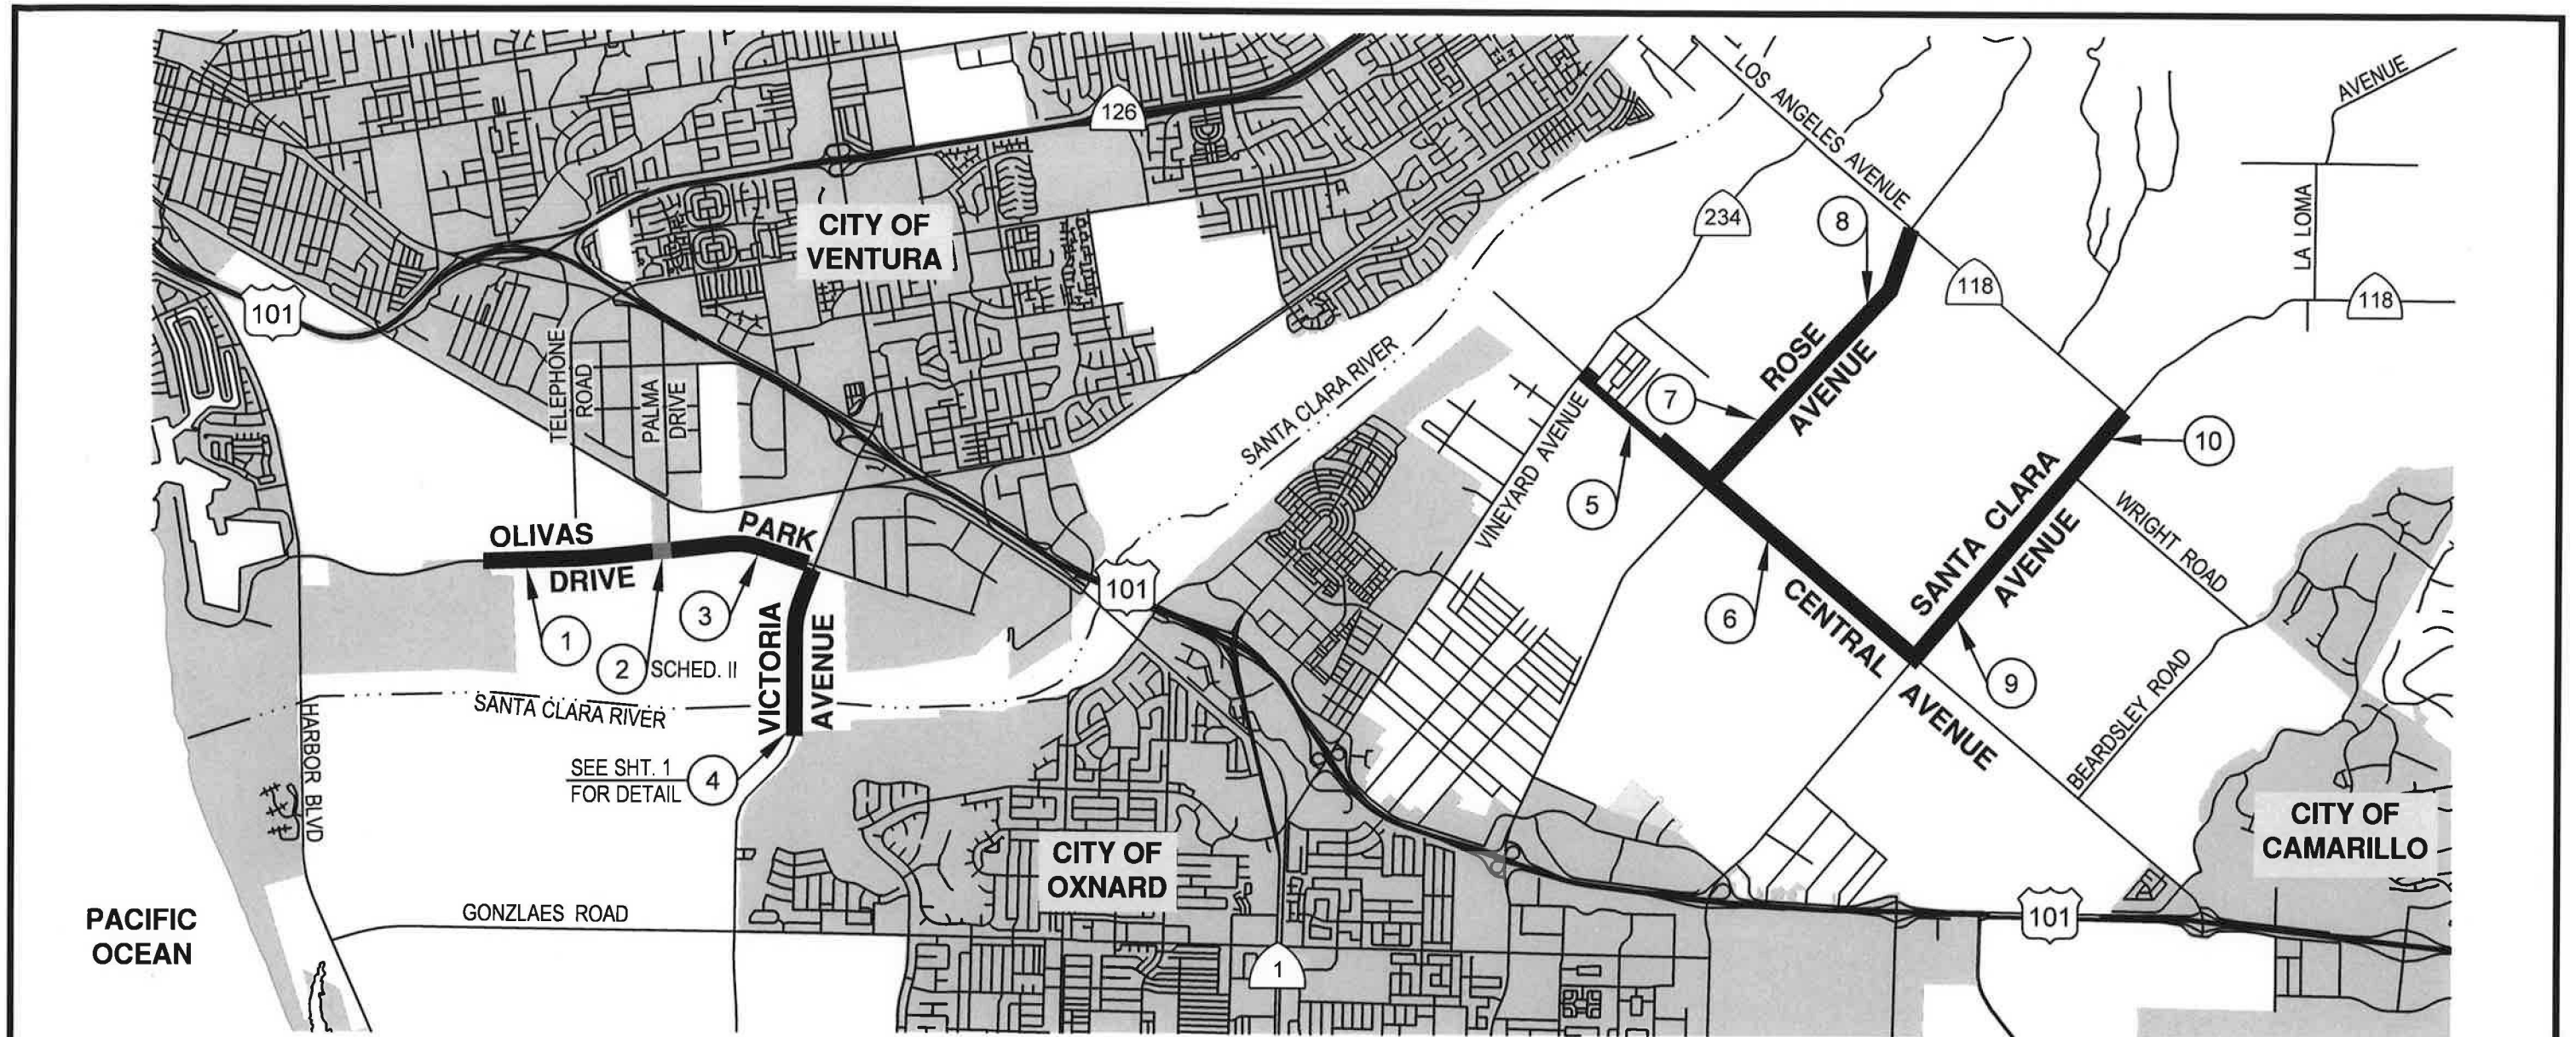 126
LOS ANGELES AVENUE
AVENUE
234
8
LA LOMA
CITY OF
VENTURA
101
118
118
TELEPHONE
ROAD
PALMA
DRIVE
SANTA CLARA RIVER
ROSE
AVENUE
7
VINEYARD AVENUE
5
10
SANTA CLARA
AVENUE
WRIGHT ROAD
OLIVAS
PARK
DRIVE
101
1
2
SCHED. II
3
VICTORIA
AVENUE
6
CENTRAL AVENUE
9
BEARDSLEY ROAD
SANTA CLARA RIVER
HARBOR BLVD
SEE SHT. 1
FOR DETAIL
4
CITY OF
OXNARD
CITY OF
CAMARILLO
PACIFIC
OCEAN
GONZLAES ROAD
101
1